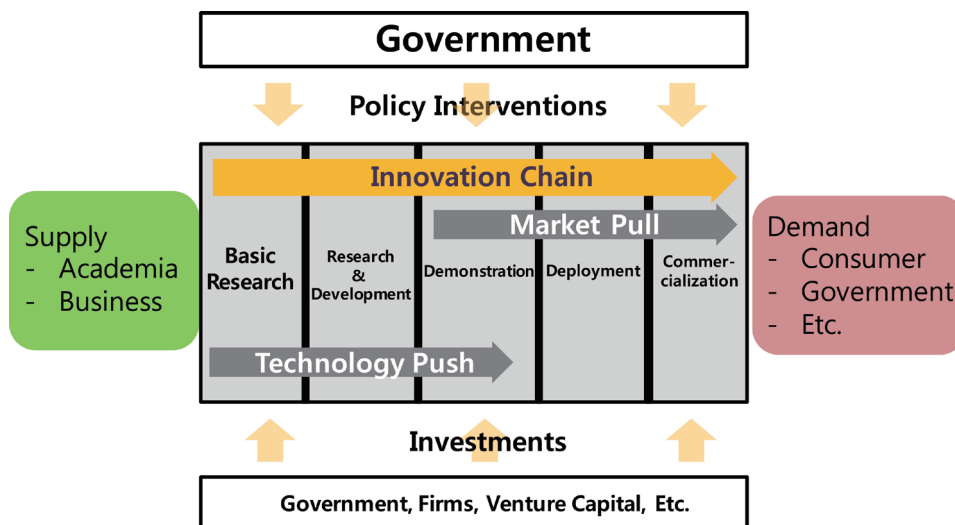 Government
Policy Interventions
Innovation Chain
Market Pull
Supply
- Academia
- Business
Basic
Research
Research
&
Development
Demonstration
Deployment
Commer-
cialization
Demand
- Consumer
- Government
- Etc.
Technology Push
Investments
Government, Firms, Venture Capital, Etc.